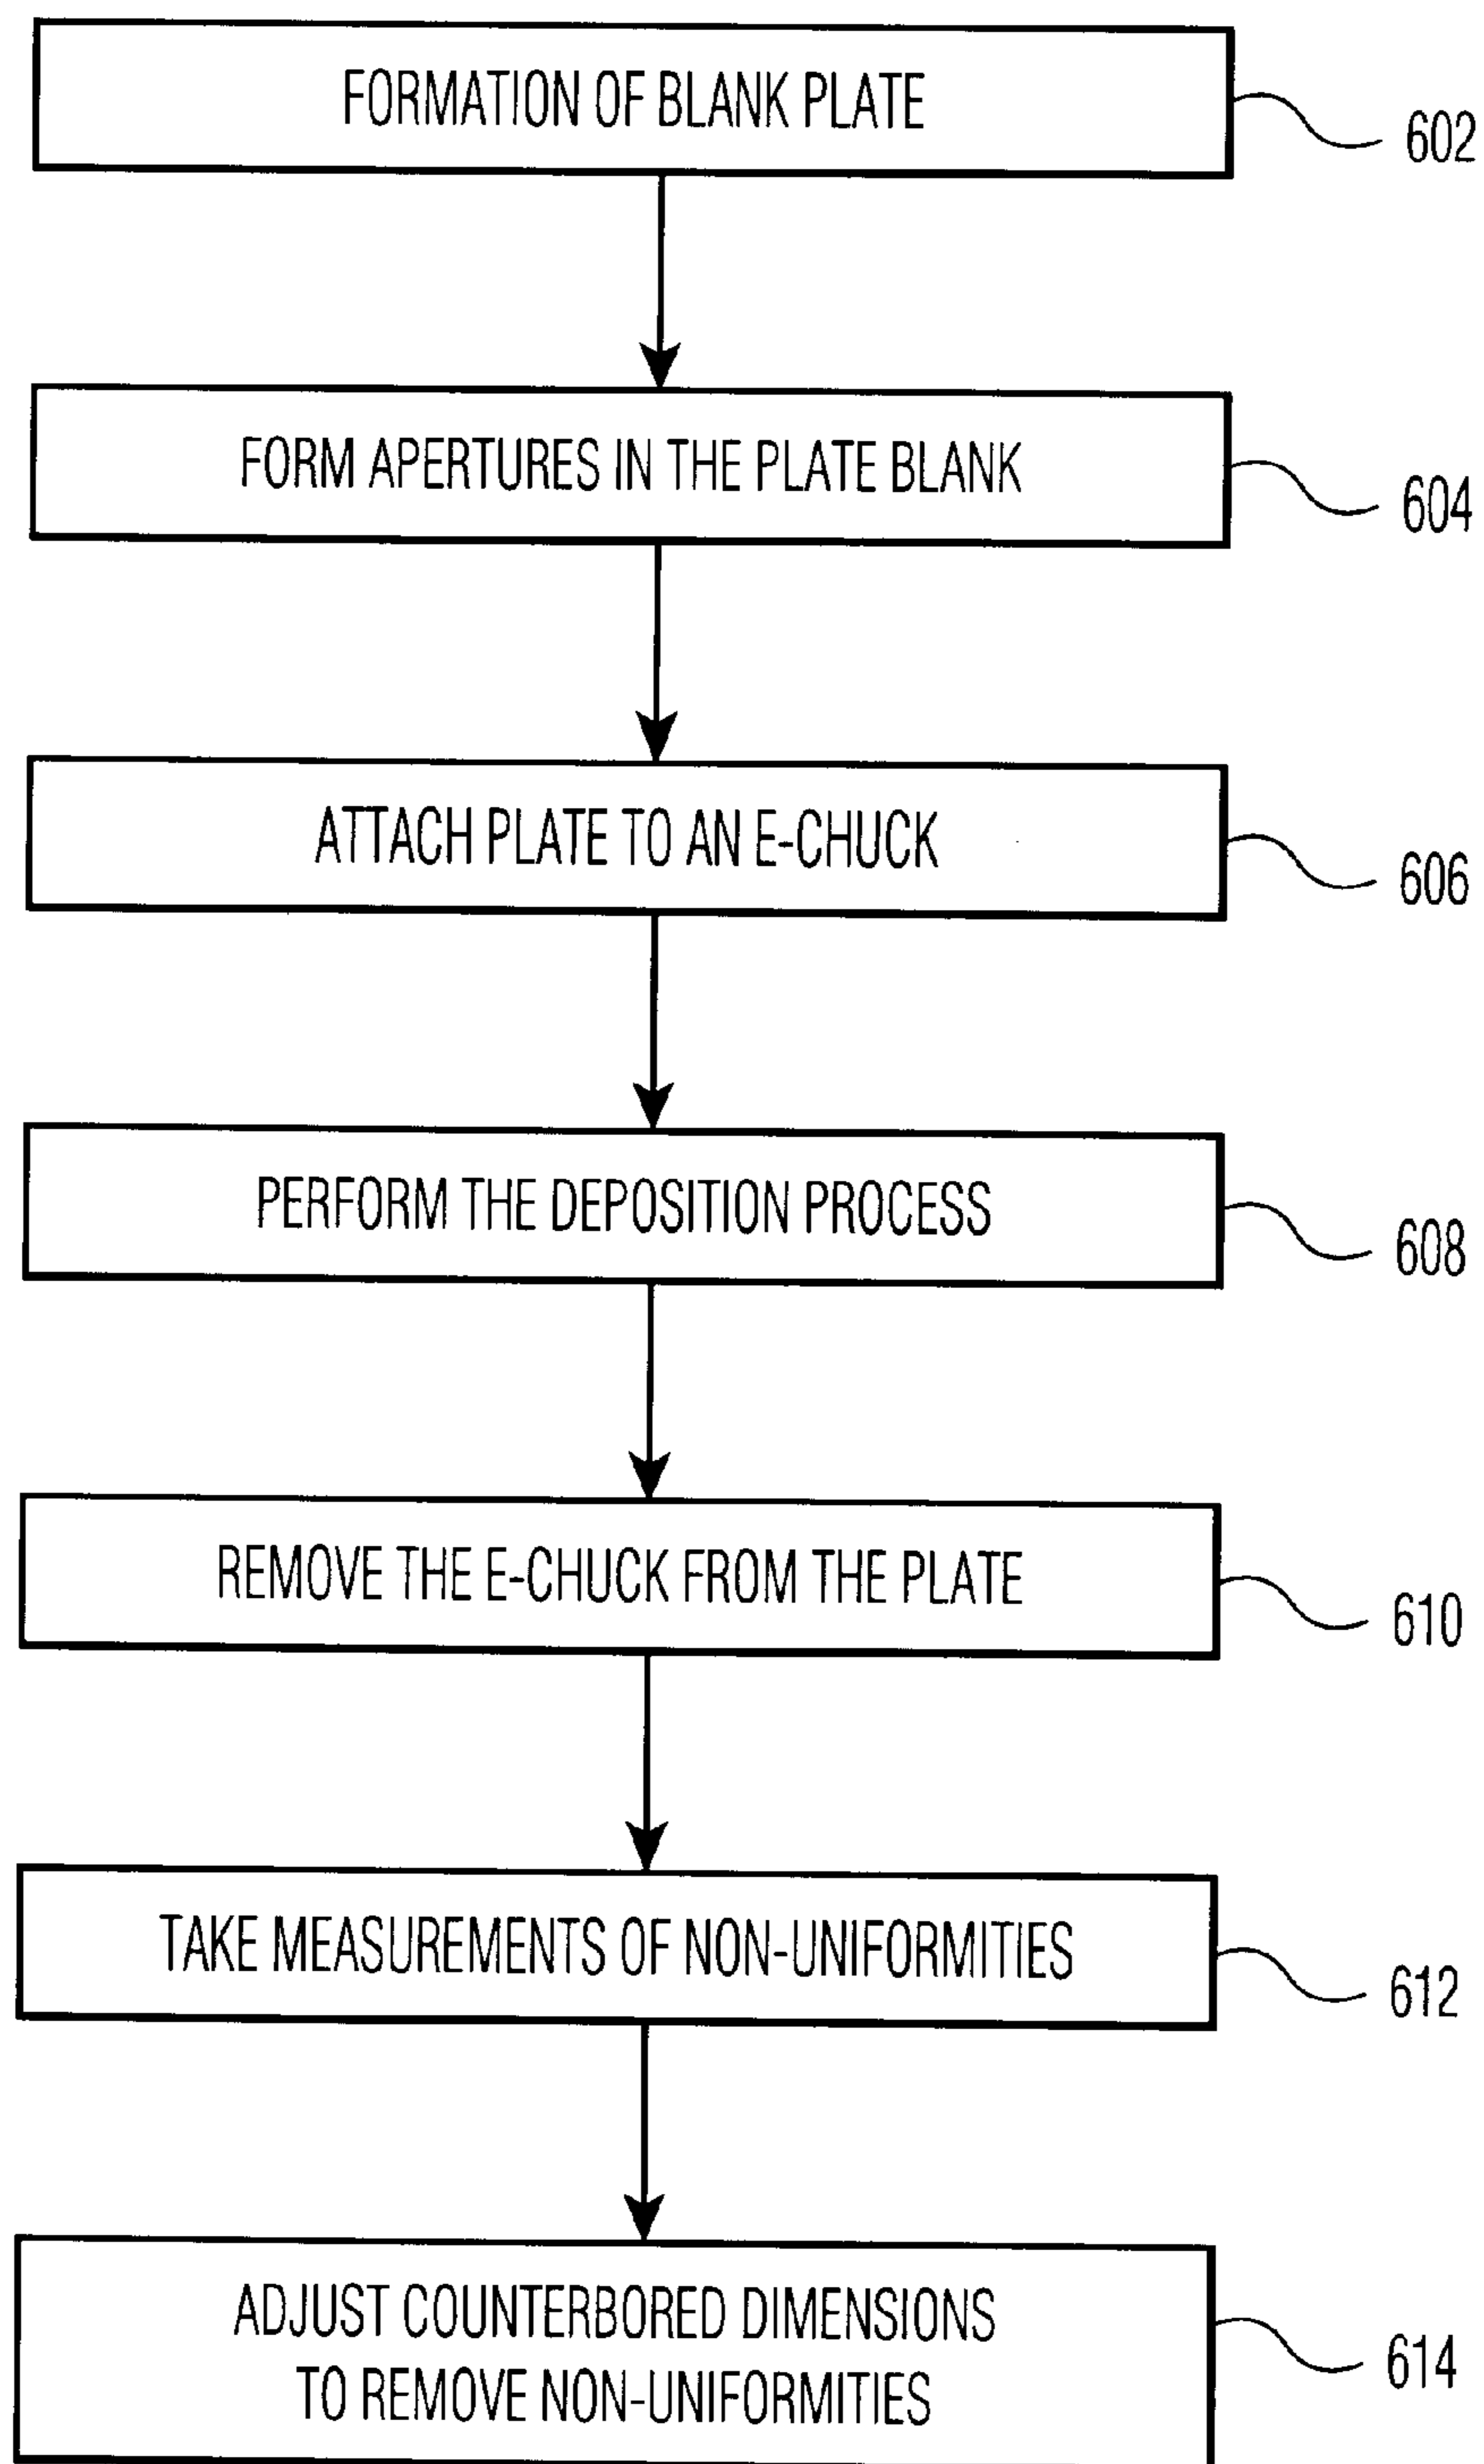 FORMATION OF BLANK PLATE
602
FORM APERTURES IN THE PLATE BLANK
604
ATTACH PLATE TO AN E-CHUCK
606
PERFORM THE DEPOSITION PROCESS
608
REMOVE THE E-CHUCK FROM THE PLATE
610
TAKE MEASUREMENTS OF NON-UNIFORMITIES
612
ADJUST COUNTERBORED DIMENSIONS
TO REMOVE NON-UNIFORMITIES
614